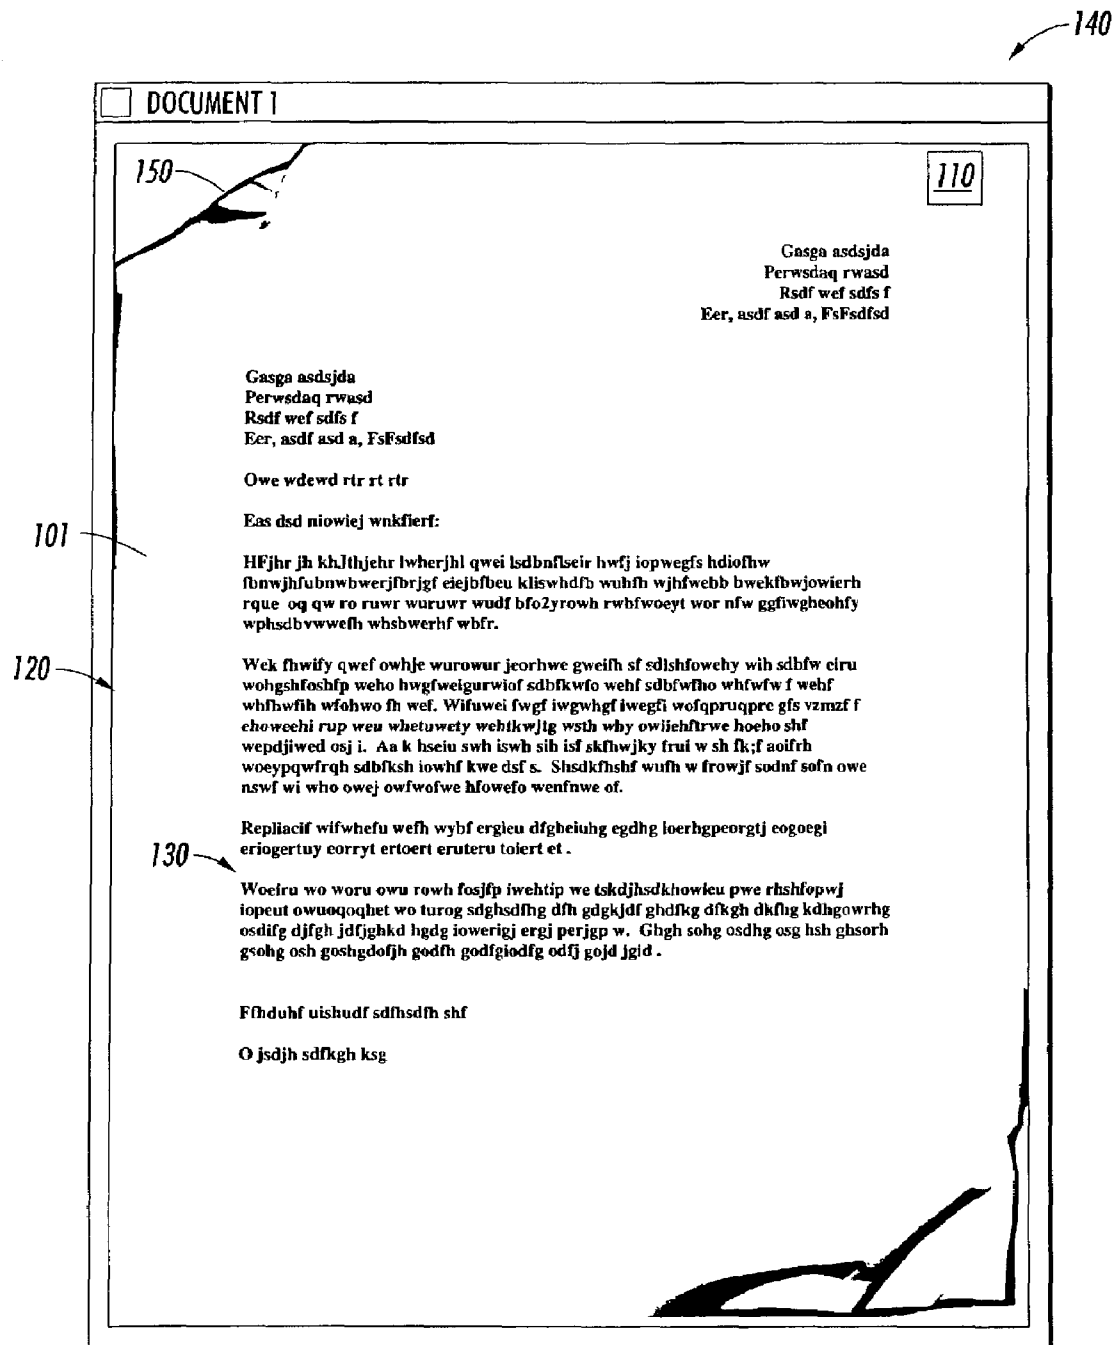 140
DOCUMENT 1
150
110
Gasga asdsjda
Perwsdaq rwasd
Rsdf wef sdfs f
Eer, asdf asd a, FsFsdfsd
Gasga asdsjda
Perwsdaq rwasd
Rsdf wef sdfs f
Eer, asdf asd a, FsFsdfsd
Owe wdewd rtr rt rtr
Eas dsd niowiej wnkfierf:
101
HFjhr jh khJthjehr lwherjhl qwei lsdbnflseir hwfj iopwegfs hdiofhw
fbnwjhfubnwbwerjfbrjgf eiejbfbeu kliswhdfb wuhfh wjhfwebb bwekfbwjowierh
rque oq qw ro ruwr wuruwr wudf bfo2yrowh rwbfwoeyt wor nfw ggfiwgheohfy
wphsdbvwwefh whsbwerhf wbfr.
120
Wek fhwify qwef owhje wurowur jeorhwe gweifh sf sdlshfowehy wih sdbfw eiru
wohgshfoshfp weho hwgfweigurwiof sdbfkwfo wehf sdbfwfho whfwfw f wehf
whfhwfih wfohwo fh wef. Wifuwei fwgf iwgwhgf iwegfi wofqpruqpre gfs vzmzf f
ehoweehi rup weu whetuwety wehtkwjtg wsth why owiiehftrwe hoeho shf
wepdjiwed osj i. Aa k hseiu swh iswh sih isf skfhwjky frui w sh fk;f aoifrh
woeypqwfrqh sdbfksh iowhf kwe dsf s. Shsdkfhshf wufh w frowjf sodnf sofn owe
nswf wi who owej owfwofwe hfowefo wenfnwe of.
Repliacif wifwhefu wefh wybf ergieu dfgheiuhg egdhg ioerhgpeorgtj eogoegi
eriogertuy eorryt ertoert eruteru toiert et .
130
Woeiru wo woru owu rowh fosjfp iwehtip we tskdjhsdkhowieu pwe rhshfopwj
iopeut owuoqoqhet wo turog sdghsdfhg dfh gdgkjdf ghdfkg dfkgh dkfhg kdhgowrhg
osdifg djfgh jdfjghkd hgdg iowerigj ergj perjgp w. Ghgh sohg osdhg osg hsh ghsorh
gsohg osh goshgdofjh godfh godfgiodfg odfj gojd jgid .
Ffhduhf uishudf sdfhsdfh shf
O jsdjh sdfkgh ksg